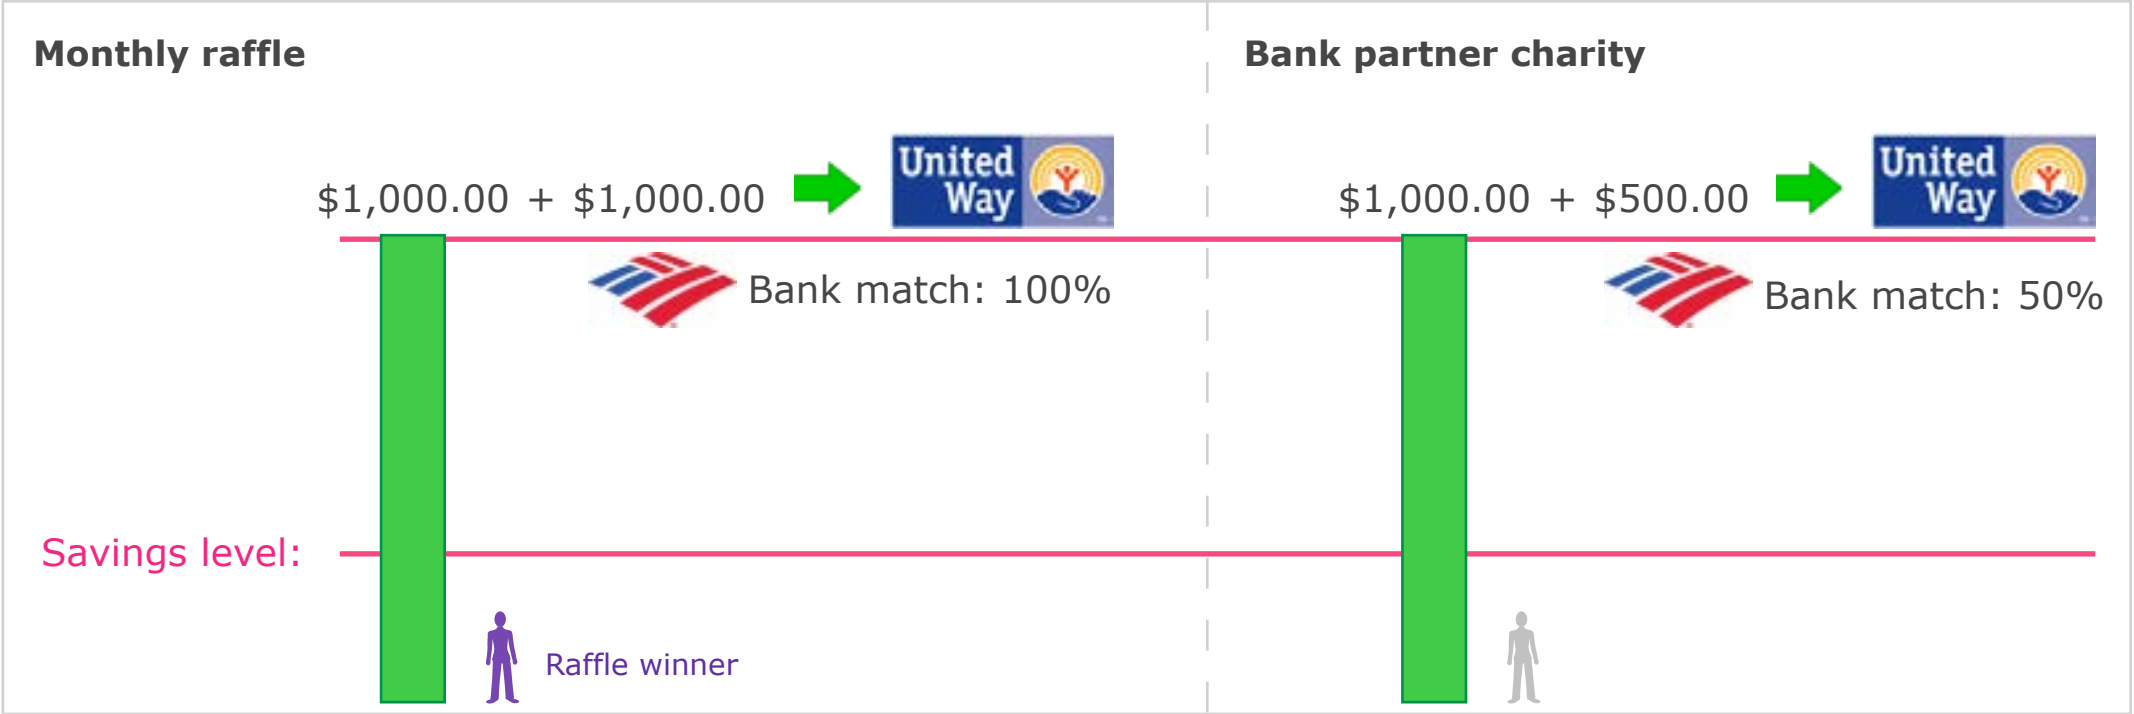 Monthly raffle
$1,000.00 + $1,000.00
United
Way
Bank match: 100%
Savings level:
Raffle winner
Bank partner charity
$1,000.00 + $500.00
United
Way
Bank match: 50%